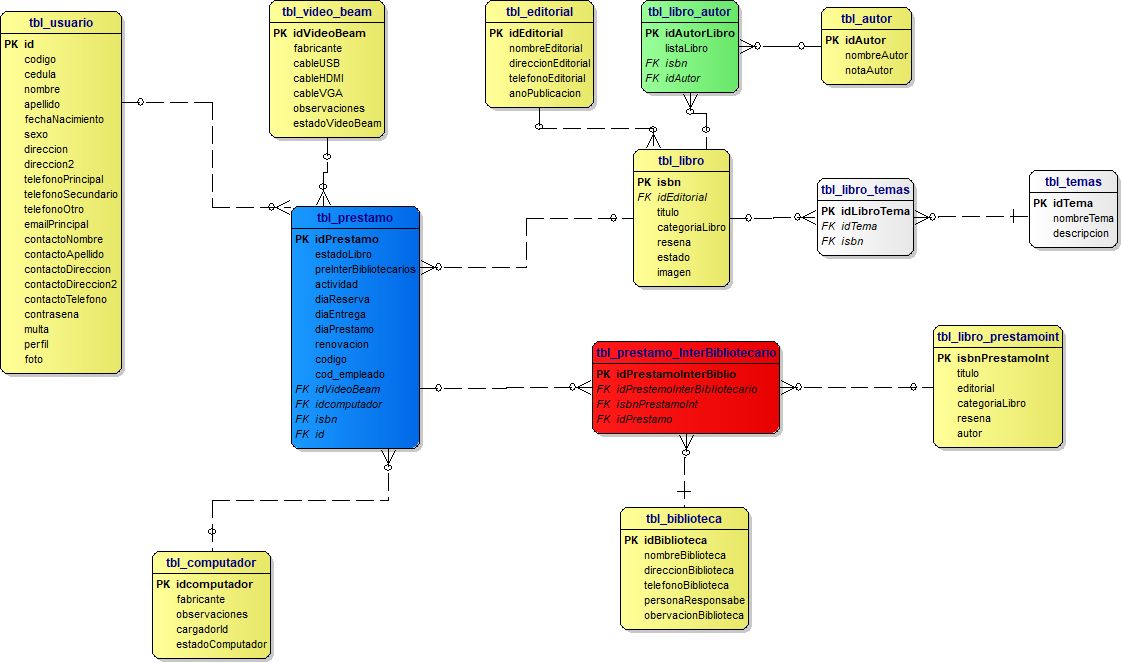 tbl_usuario
PK id
codigo
cedula
nombre
apellido
fechaNacimiento
sexo
direccion
direccion2
telefonoPrincipal
telefonoSecundario
telefonoOtro
emailPrincipal
contactoNombre
contactoApellido
contactoDireccion
contactoDireccion2
contactoTelefono
contrasena
multa
perfil
foto
tbl_video_beam
PK idVideoBeam
fabricante
cableUSB
cableHDMI
cableVGA
observaciones
estadoVideoBeam
tbl_editorial
PK idEditorial
nombreEditorial
direccionEditorial
telefonoEditorial
anoPublicacion
tbl_libro_autor
PK idAutorLibro
listaLibro
FK isbn
FK idAutor
tbl_autor
PK idAutor
nombreAutor
notaAutor
tbl_libro
PK isbn
FK idEditorial
titulo
categoriaLibro
resena
estado
imagen
tbl_libro_temas
PK idLibroTema
FK idTema
FK isbn
tbl_temas
PK idTema
nombreTema
descripcion
tbl_prestamo
PK idPrestamo
estadoLibro
preInterBibliotecarios
actividad
diaReserva
diaEntrega
diaPrestamo
renovacion
codigo
cod_empleado
FK idVideoBeam
FK idcomputador
FK isbn
FK id
tbl_prestamo_InterBibliotecario
PK idPrestamoInterBiblio
FK idPrestemoInterBibliotecario
FK isbnPrestamoInt
FK idPrestamo
tbl_libro_prestamoint
PK isbnPrestamoInt
titulo
editorial
categoriaLibro
resena
autor
tbl_computador
PK idcomputador
fabricante
observaciones
cargadorId
estadoComputador
tbl_biblioteca
PK idBiblioteca
nombreBiblioteca
direccionBiblioteca
telefonoBiblioteca
personaResponsabe
obervacionBiblioteca